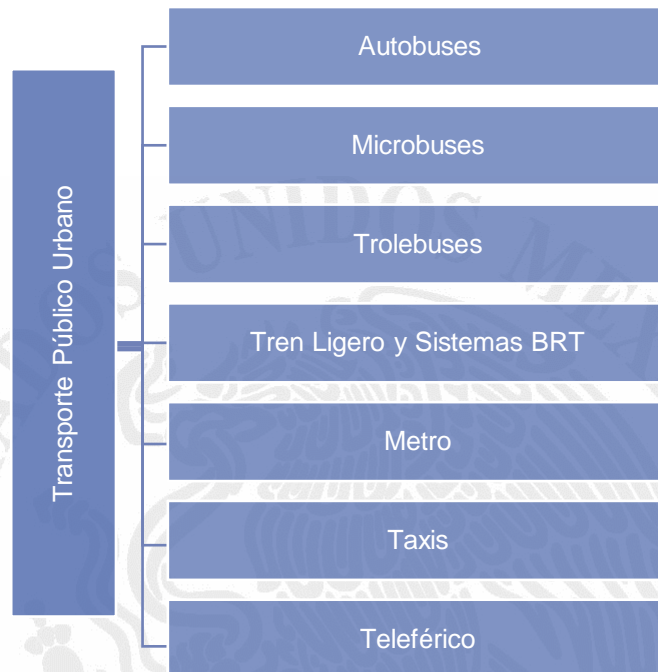 Transporte Público Urbano
Autobuses
Microbuses
Trolebuses
Tren Ligero y Sistemas BRT
Metro
Taxis
Teleférico